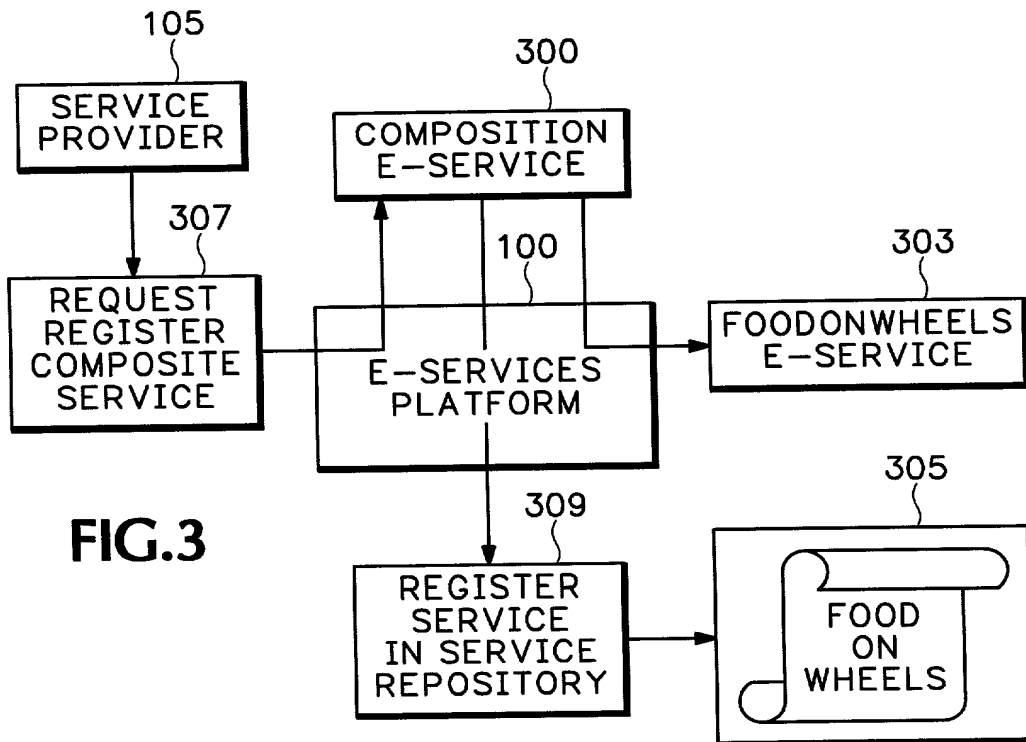 105
SERVICE
PROVIDER
300
COMPOSITION
E-SERVICE
307
REQUEST
REGISTER
COMPOSITE
SERVICE
100
E-SERVICES
PLATFORM
303
FOODONWHEELS
E-SERVICE
FIG.3
309
REGISTER
SERVICE
IN SERVICE
REPOSITORY
305
FOOD
ON
WHEELS